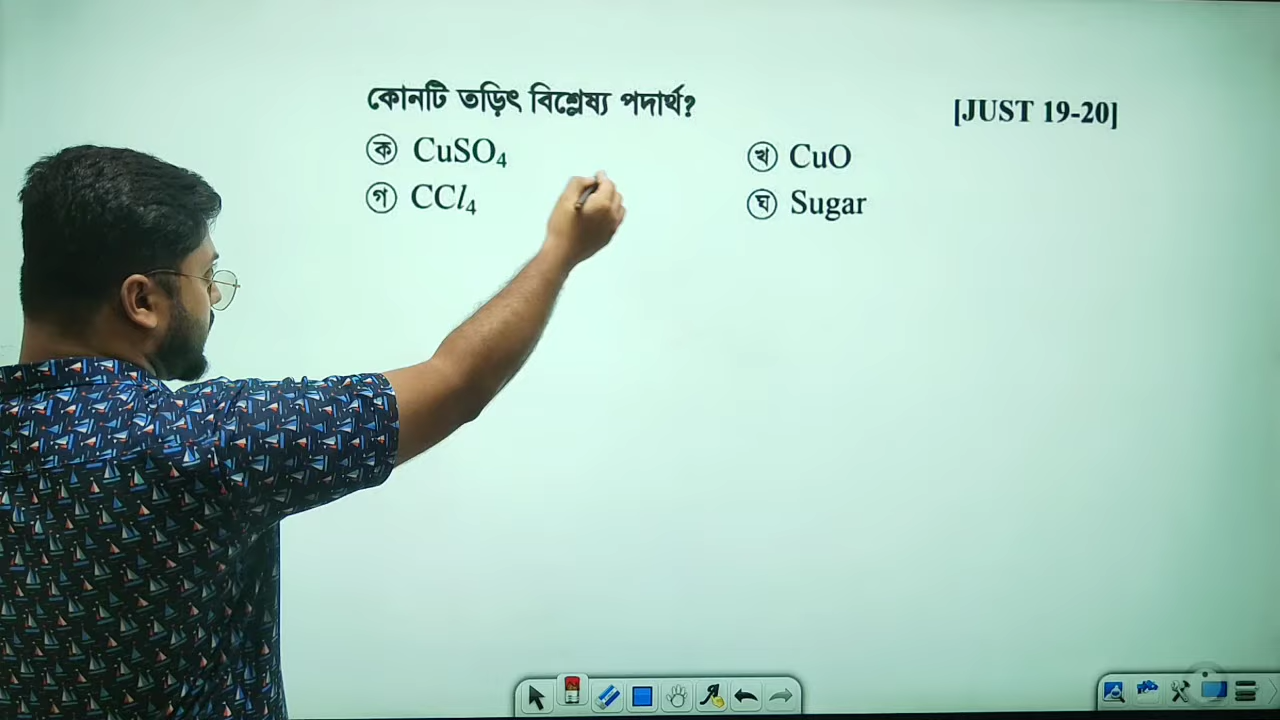 কোনটি তড়িৎ বিশ্লেষ্য পদার্থ? [JUST 19-20]
ক CuSO₄ খ CuO
গ CCl₄ ঘ Sugar